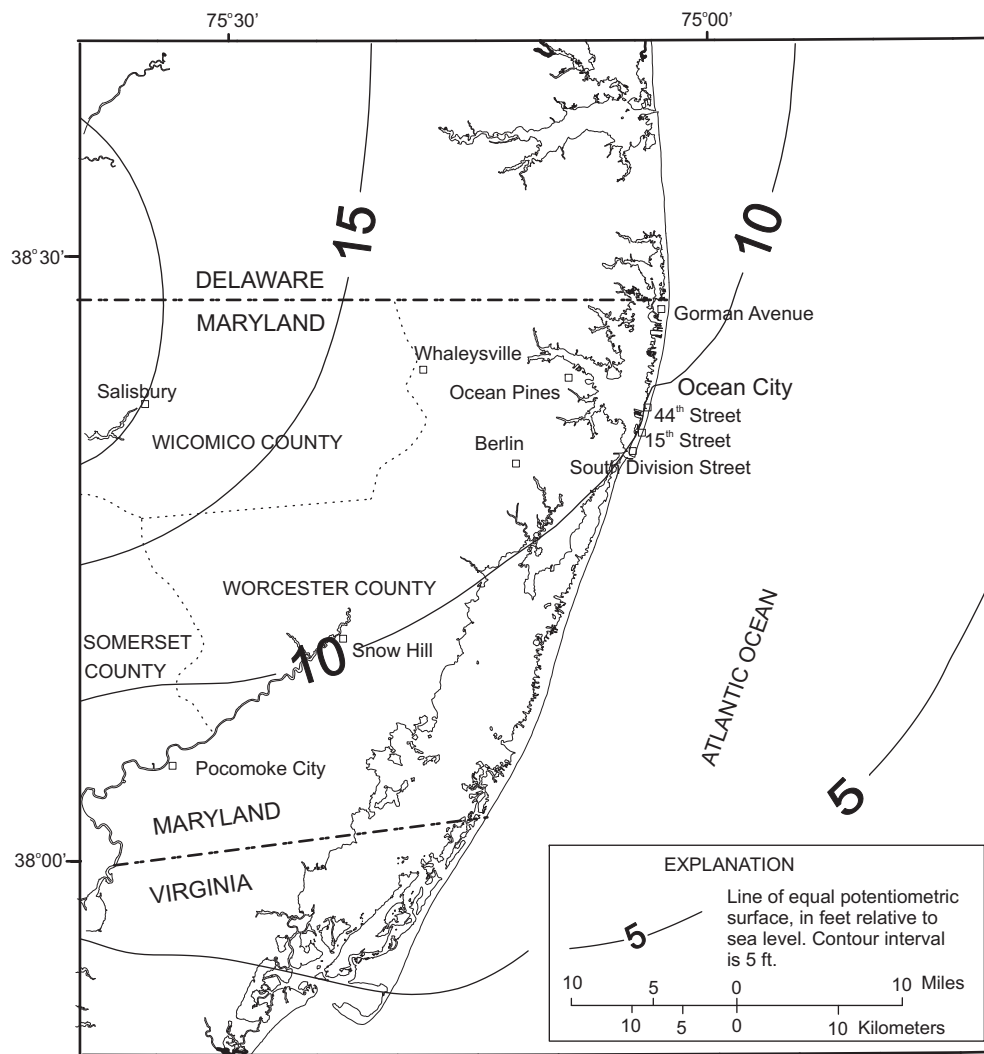 75°30' 75°00'
38°30'
15
10
DELAWARE
MARYLAND
Gorman Avenue
Whaleysville
Ocean Pines
Ocean City
Salisbury
44th Street
WICOMICO COUNTY
Berlin
15th Street
South Division Street
WORCESTER COUNTY
SOMERSET
COUNTY
10
Snow Hill
ATLANTIC OCEAN
Pocomoke City
5
MARYLAND
38°00'
VIRGINIA
EXPLANATION
5
Line of equal potentiometric
surface, in feet relative to
sea level. Contour interval
is 5 ft.
10 5 0 10 Miles
10 5 0 10 Kilometers